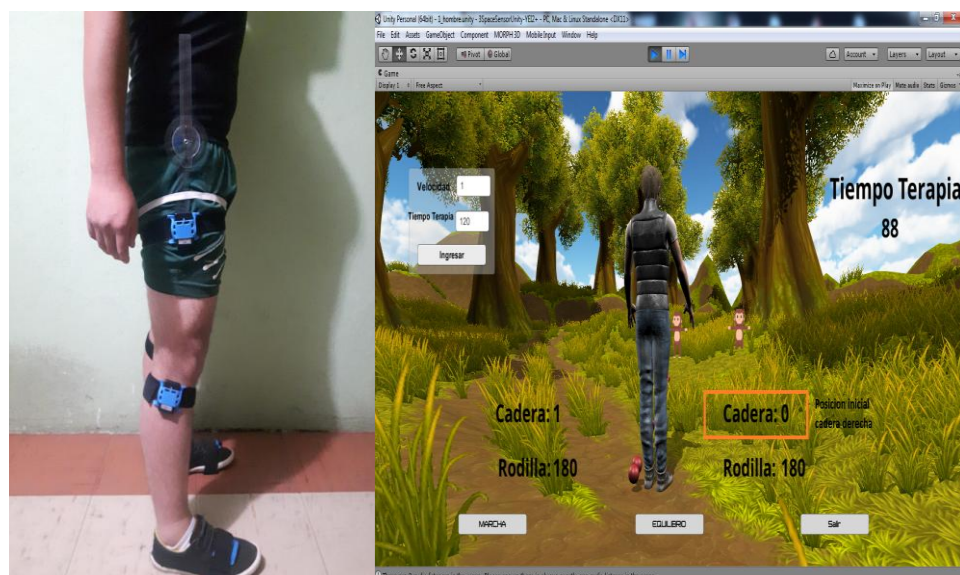 Unity Personal (64bit) - 1_hombre.unity - 3SpaceSensorUnity-YEI2+ - PC, Mac & Linux Standalone <DX11>
File Edit Assets GameObject Component MORPH 3D Mobile Input Window Help
Pivot Global Account Layers Layout
Game
Display 1 Free Aspect Maximize on Play Mute audio Stats Gizmos
Velocidad 1
Tiempo Terapia 120
Ingresar
Tiempo Terapia
88
Cadera: 1
Cadera: 0
Posicion inicial
cadera derecha
Rodilla: 180
Rodilla: 180
MARCHA
EQUILIBRO
Salir